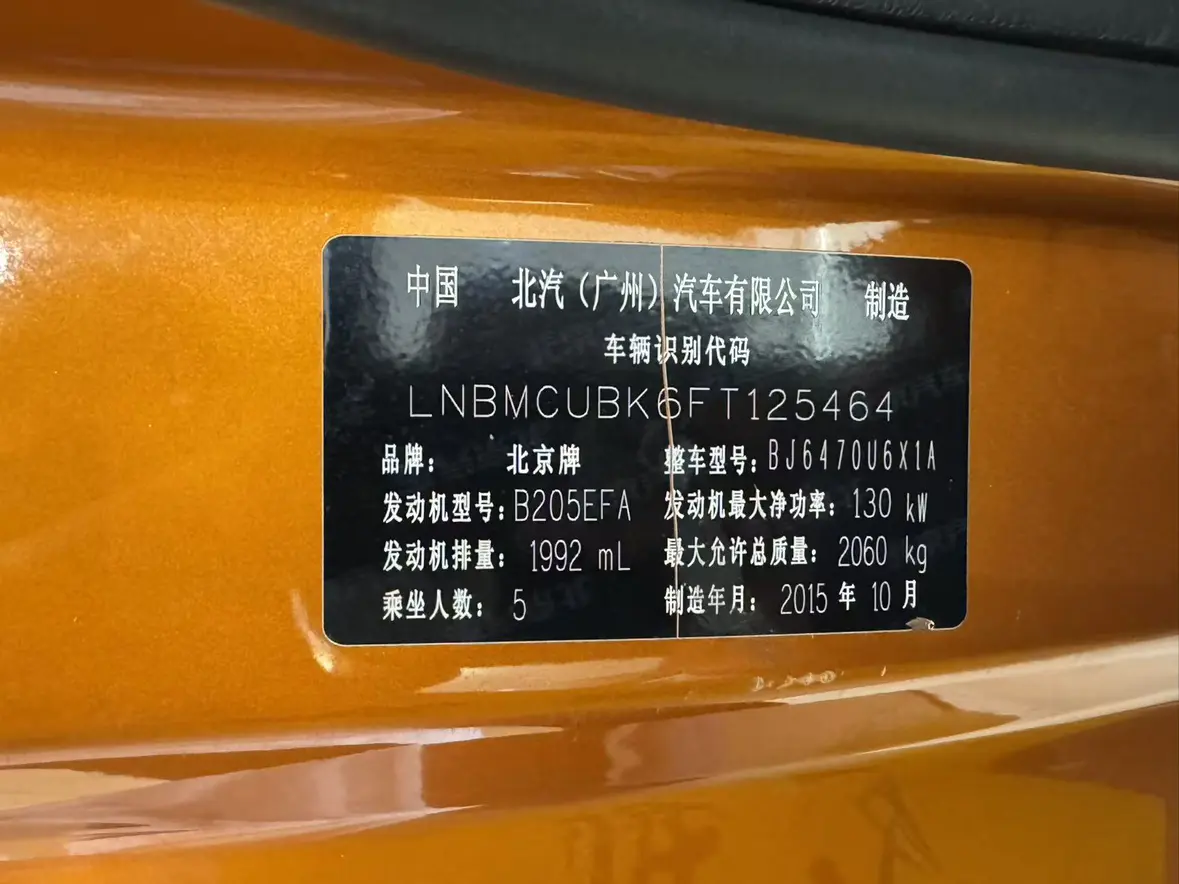 中国 北汽（广州）汽车有限公司 制造
车辆识别代码
LNBMCUBK6FT125464
品牌： 北京牌 整车型号：BJ6470U6X1A
发动机型号：B205EFA 发动机最大净功率：130 kW
发动机排量：1992 mL 最大允许总质量：2060 kg
乘坐人数：5 制造年月：2015 年 10 月